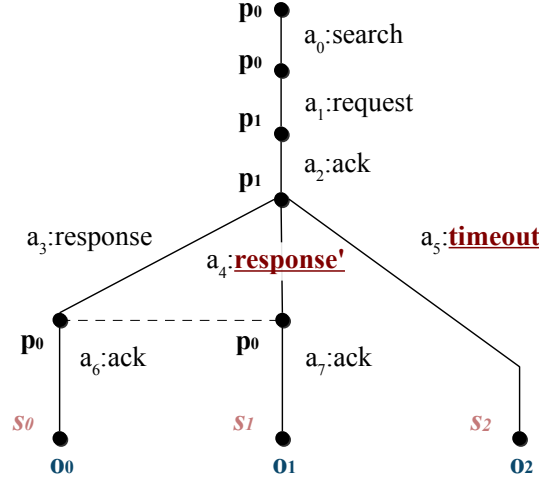 p₀
a₀:search
p₀
a₁:request
p₁
a₂:ack
p₁
a₃:response
a₄:response'
a₅:timeout
p₀
a₆:ack
p₀
a₇:ack
s₀
s₁
s₂
o₀
o₁
o₂